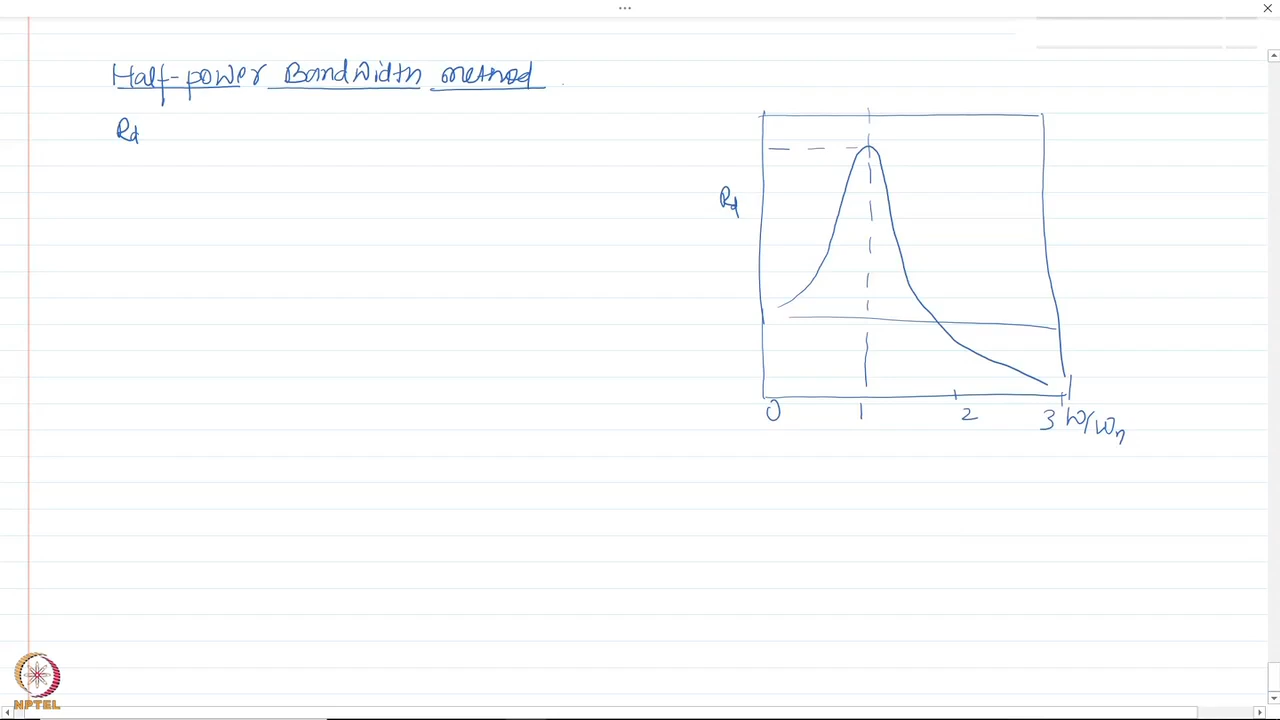 Half-power Bandwidth method
Rd
Rd
0 1 2 3 ω/ωn
NPTEL